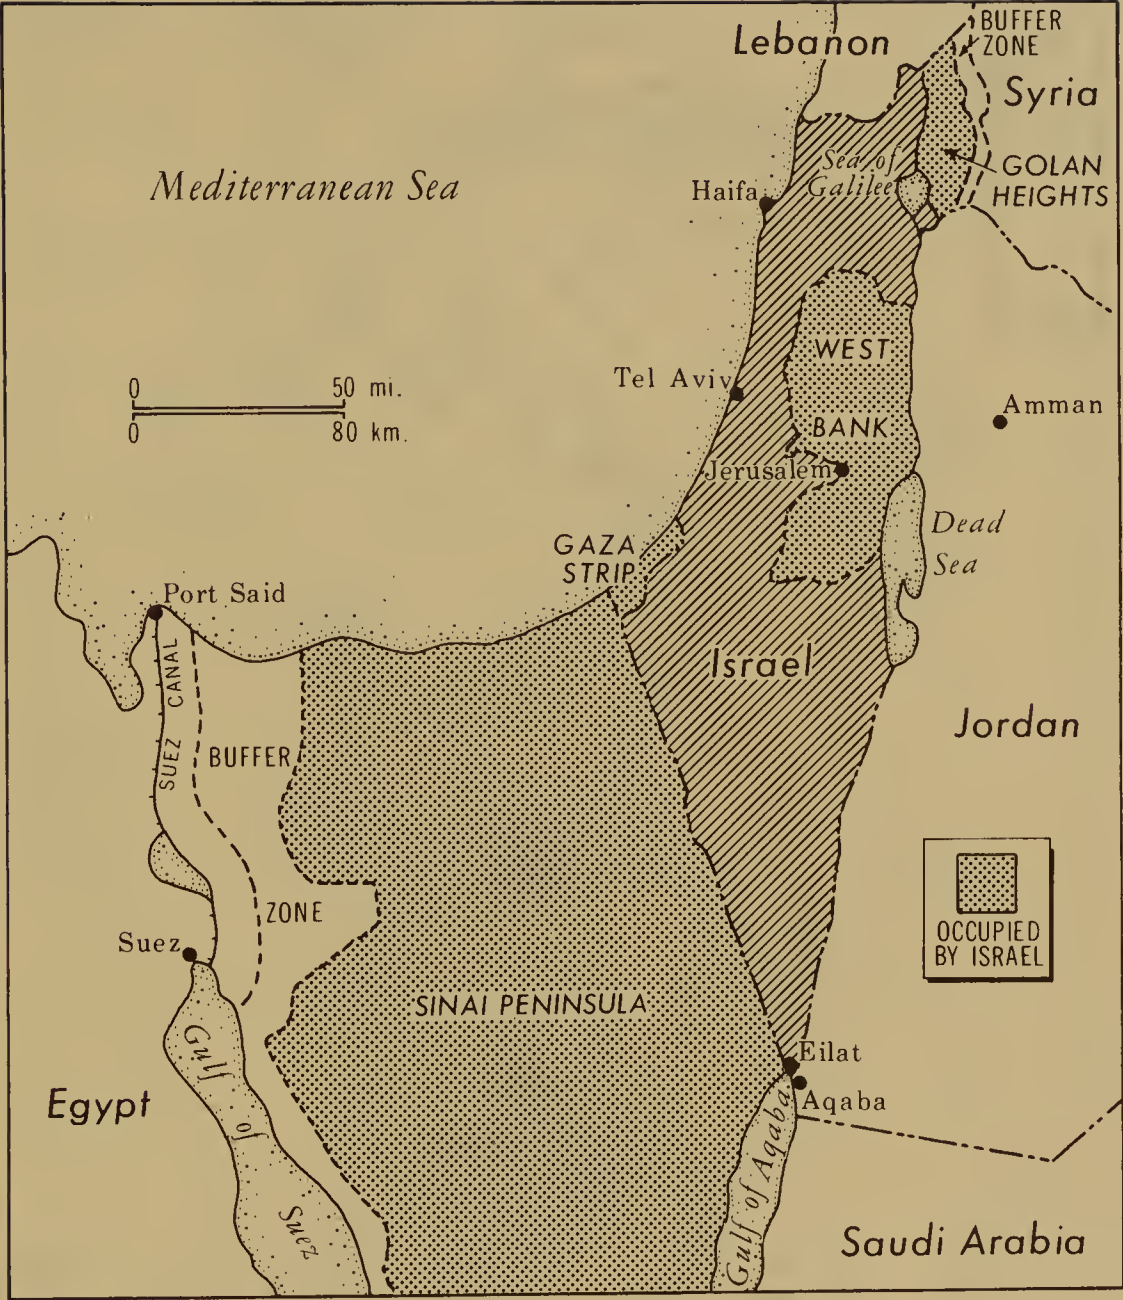 Lebanon
BUFFER
ZONE
Syria
Mediterranean Sea
Sea of
Galilee
GOLAN
HEIGHTS
Haifa
WEST
BANK
0 50 mi.
0 80 km.
Tel Aviv
Amman
Jerusalem
Dead
Sea
GAZA
STRIP
Port Said
SUEZ CANAL
Israel
Jordan
BUFFER
ZONE
Suez
OCCUPIED
BY ISRAEL
SINAI PENINSULA
Eilat
Aqaba
Egypt
Gulf of Suez
Gulf of Aqaba
Saudi Arabia